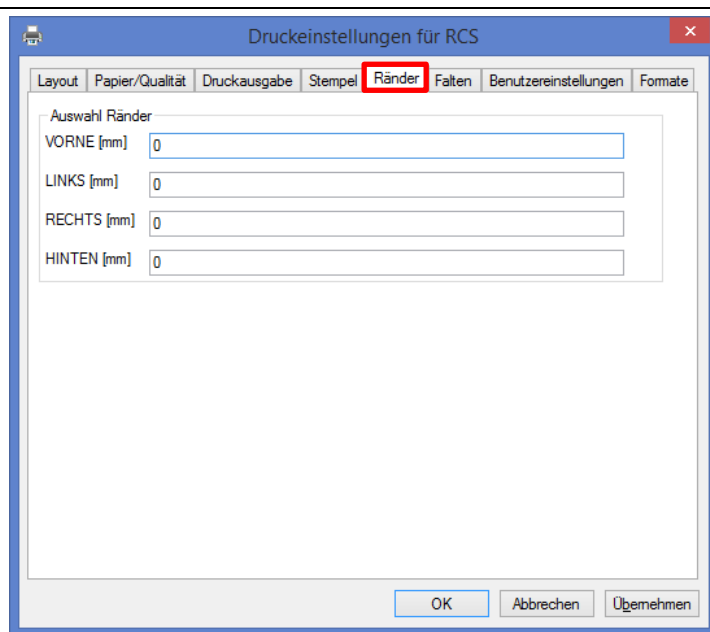 Druckeinstellungen für RCS
Layout Papier/Qualität Druckausgabe Stempel Ränder Falten Benutzereinstellungen Formate
Auswahl Ränder
VORNE [mm] 0
LINKS [mm] 0
RECHTS [mm] 0
HINTEN [mm] 0
OK Abbrechen Übernehmen